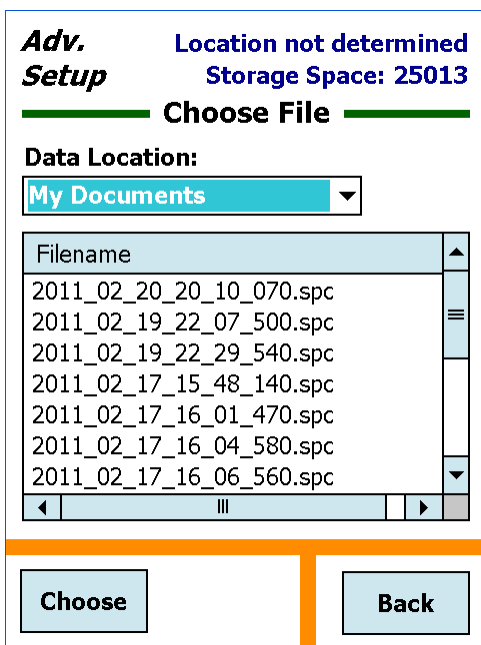 Adv.
Setup
Location not determined
Storage Space: 25013
Choose File
Data Location:
My Documents
Filename
2011_02_20_20_10_070.spc
2011_02_19_22_07_500.spc
2011_02_19_22_29_540.spc
2011_02_17_15_48_140.spc
2011_02_17_16_01_470.spc
2011_02_17_16_04_580.spc
2011_02_17_16_06_560.spc
Choose
Back